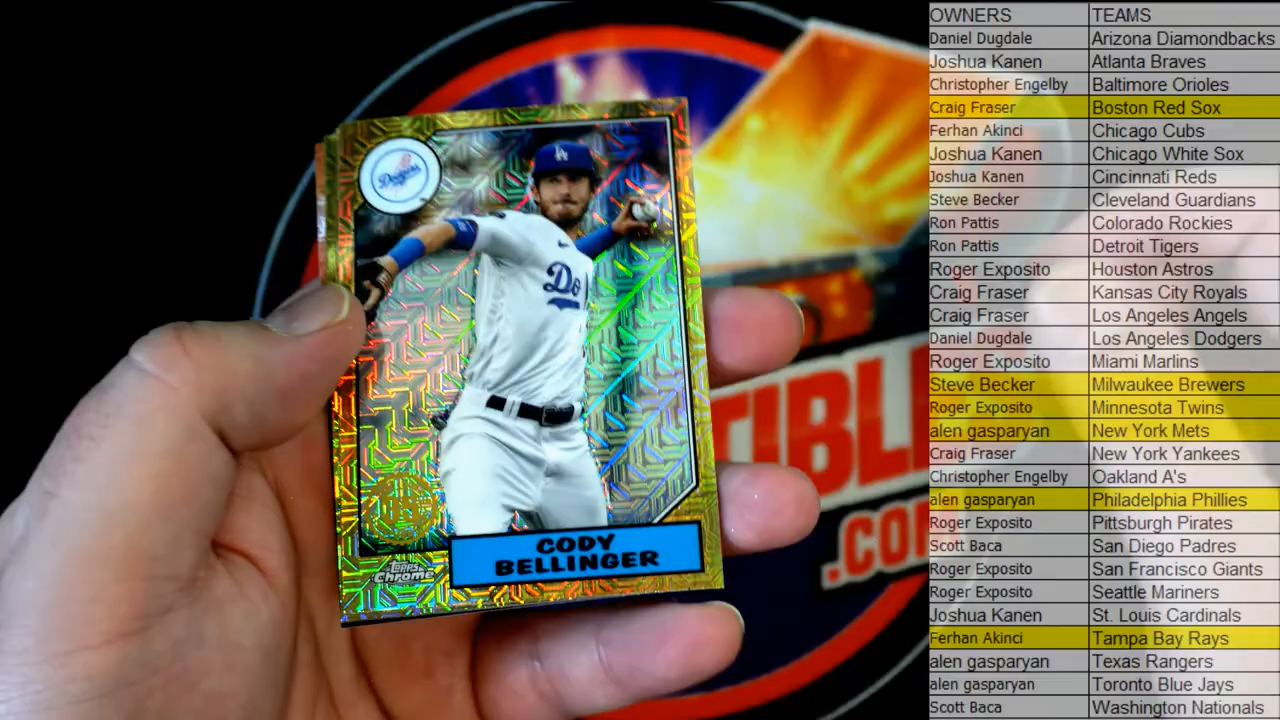 OWNERS TEAMS
Daniel Dugdale Arizona Diamondbacks
Joshua Kanen Atlanta Braves
Christopher Engelby Baltimore Orioles
Craig Fraser Boston Red Sox
Ferhan Akinci Chicago Cubs
Joshua Kanen Chicago White Sox
Joshua Kanen Cincinnati Reds
Steve Becker Cleveland Guardians
Ron Pattis Colorado Rockies
Ron Pattis Detroit Tigers
Roger Exposito Houston Astros
Craig Fraser Kansas City Royals
Craig Fraser Los Angeles Angels
Daniel Dugdale Los Angeles Dodgers
Roger Exposito Miami Marlins
Steve Becker Milwaukee Brewers
Roger Exposito Minnesota Twins
alen gasparyan New York Mets
Craig Fraser New York Yankees
Christopher Engelby Oakland A's
alen gasparyan Philadelphia Phillies
Roger Exposito Pittsburgh Pirates
Scott Baca San Diego Padres
Roger Exposito San Francisco Giants
Roger Exposito Seattle Mariners
Joshua Kanen St. Louis Cardinals
Ferhan Akinci Tampa Bay Rays
alen gasparyan Texas Rangers
alen gasparyan Toronto Blue Jays
Scott Baca Washington Nationals
Dodgers
LA
Do
CODY
BELLINGER
Topps
Chrome
TIBLE
.COM